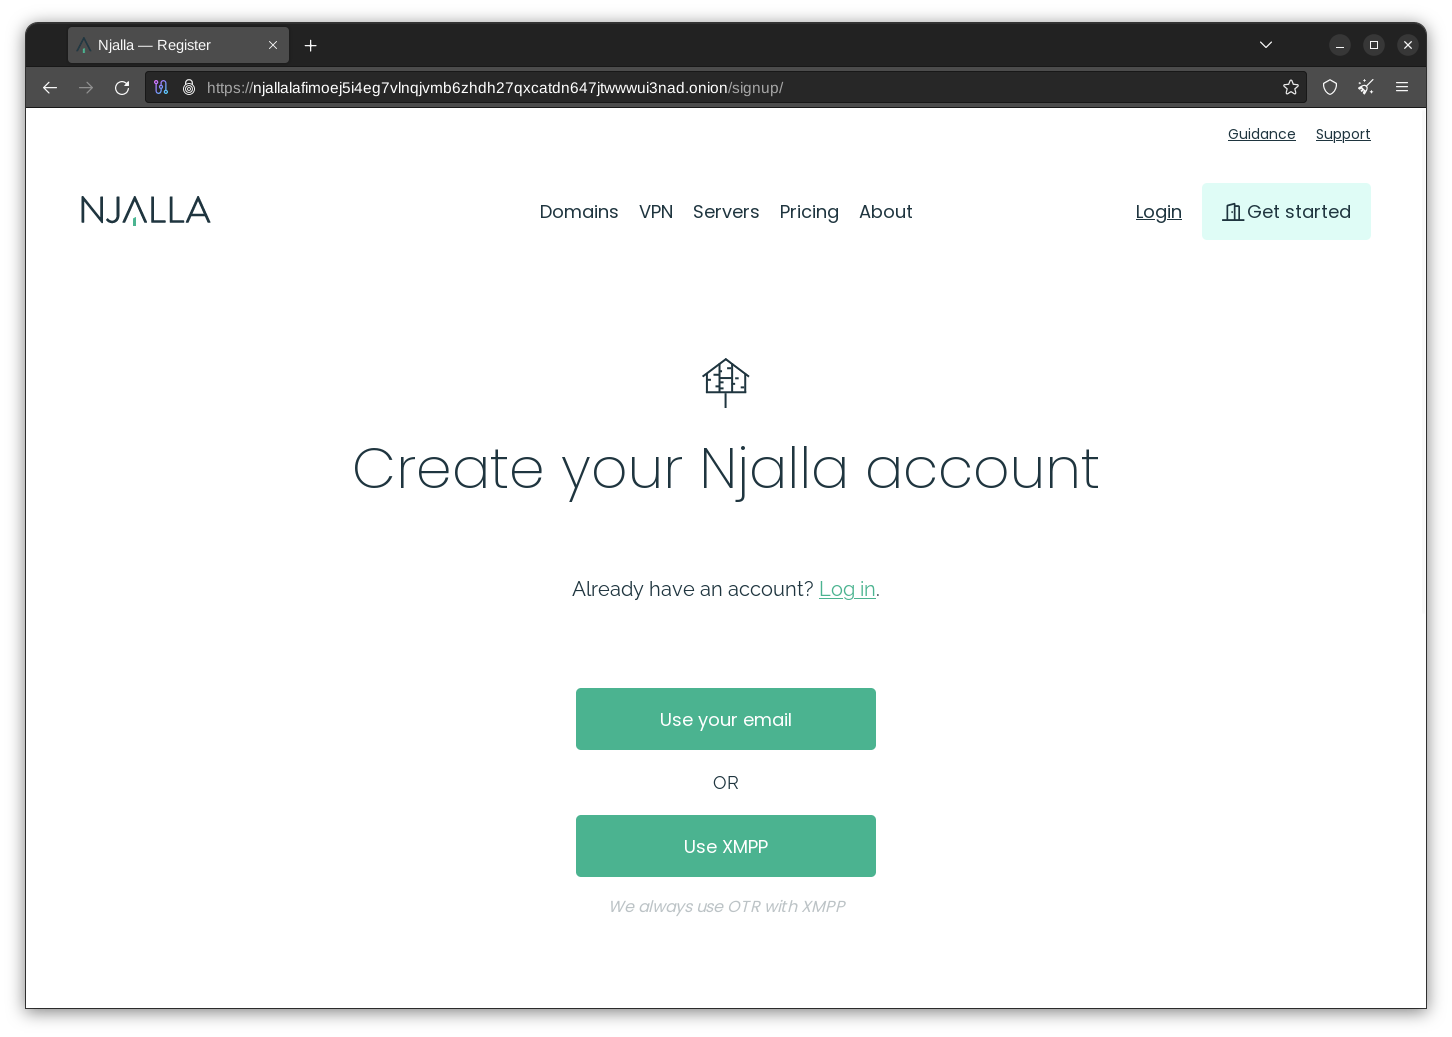 Njalla — Register
https://njallalafimoej5i4eg7vlnqjvmb6zhdh27qxcatdn647jtwwwui3nad.onion/signup/
Guidance Support
NJALLA Domains VPN Servers Pricing About Login Get started
Create your Njalla account
Already have an account? Log in.
Use your email
OR
Use XMPP
We always use OTR with XMPP